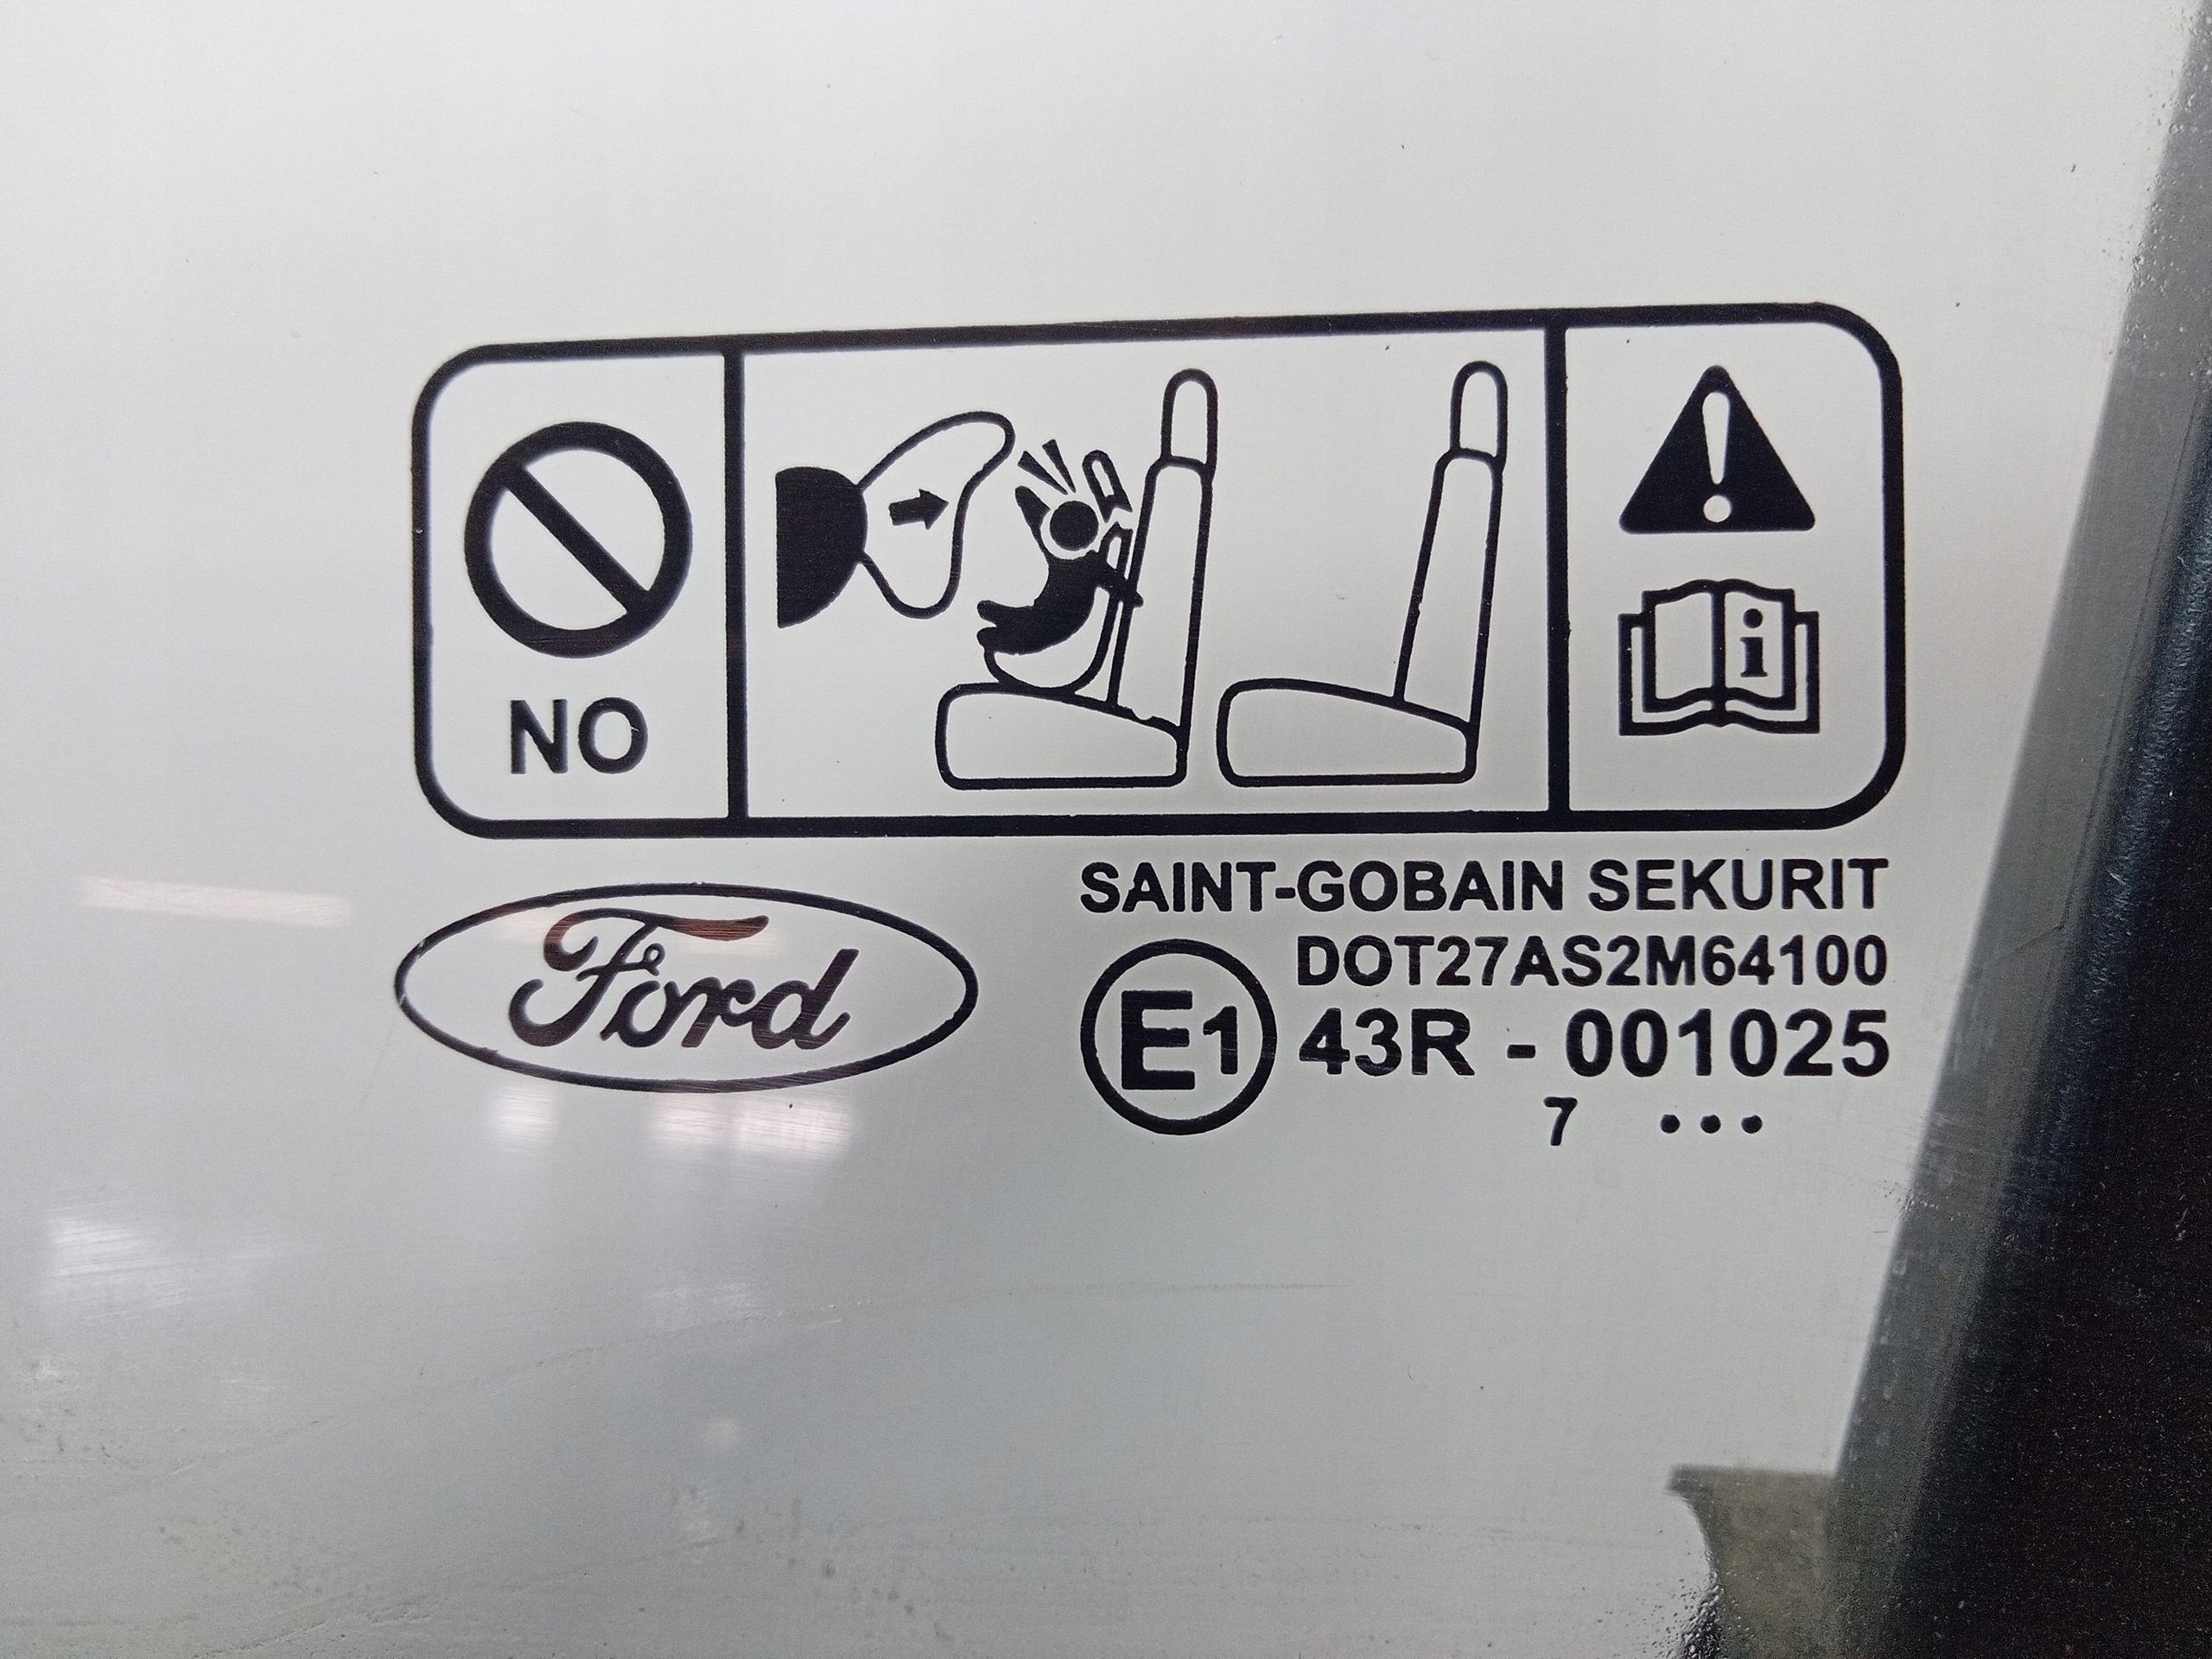 NO
i
Ford
SAINT-GOBAIN SEKURIT
DOT27AS2M64100
E1 43R - 001025
7 •••